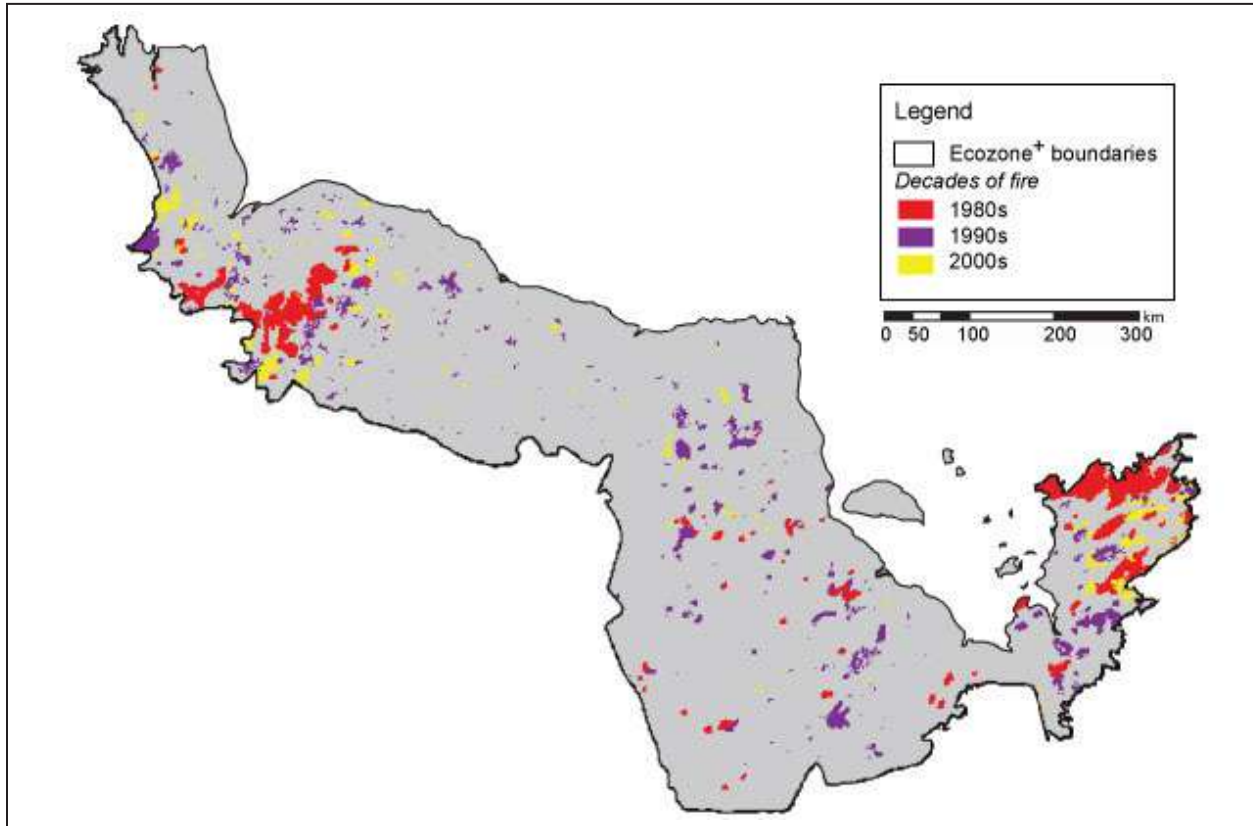 Legend
Ecozone+ boundaries
Decades of fire
1980s
1990s
2000s
km
0 50 100 200 300